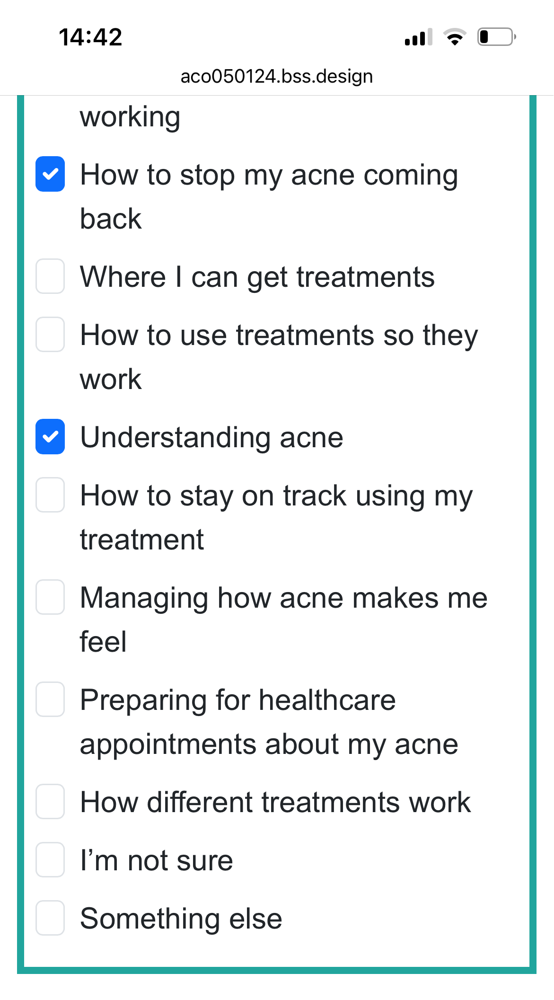 14:42
aco050124.bss.design
working
How to stop my acne coming
back
Where I can get treatments
How to use treatments so they
work
Understanding acne
How to stay on track using my
treatment
Managing how acne makes me
feel
Preparing for healthcare
appointments about my acne
How different treatments work
I’m not sure
Something else